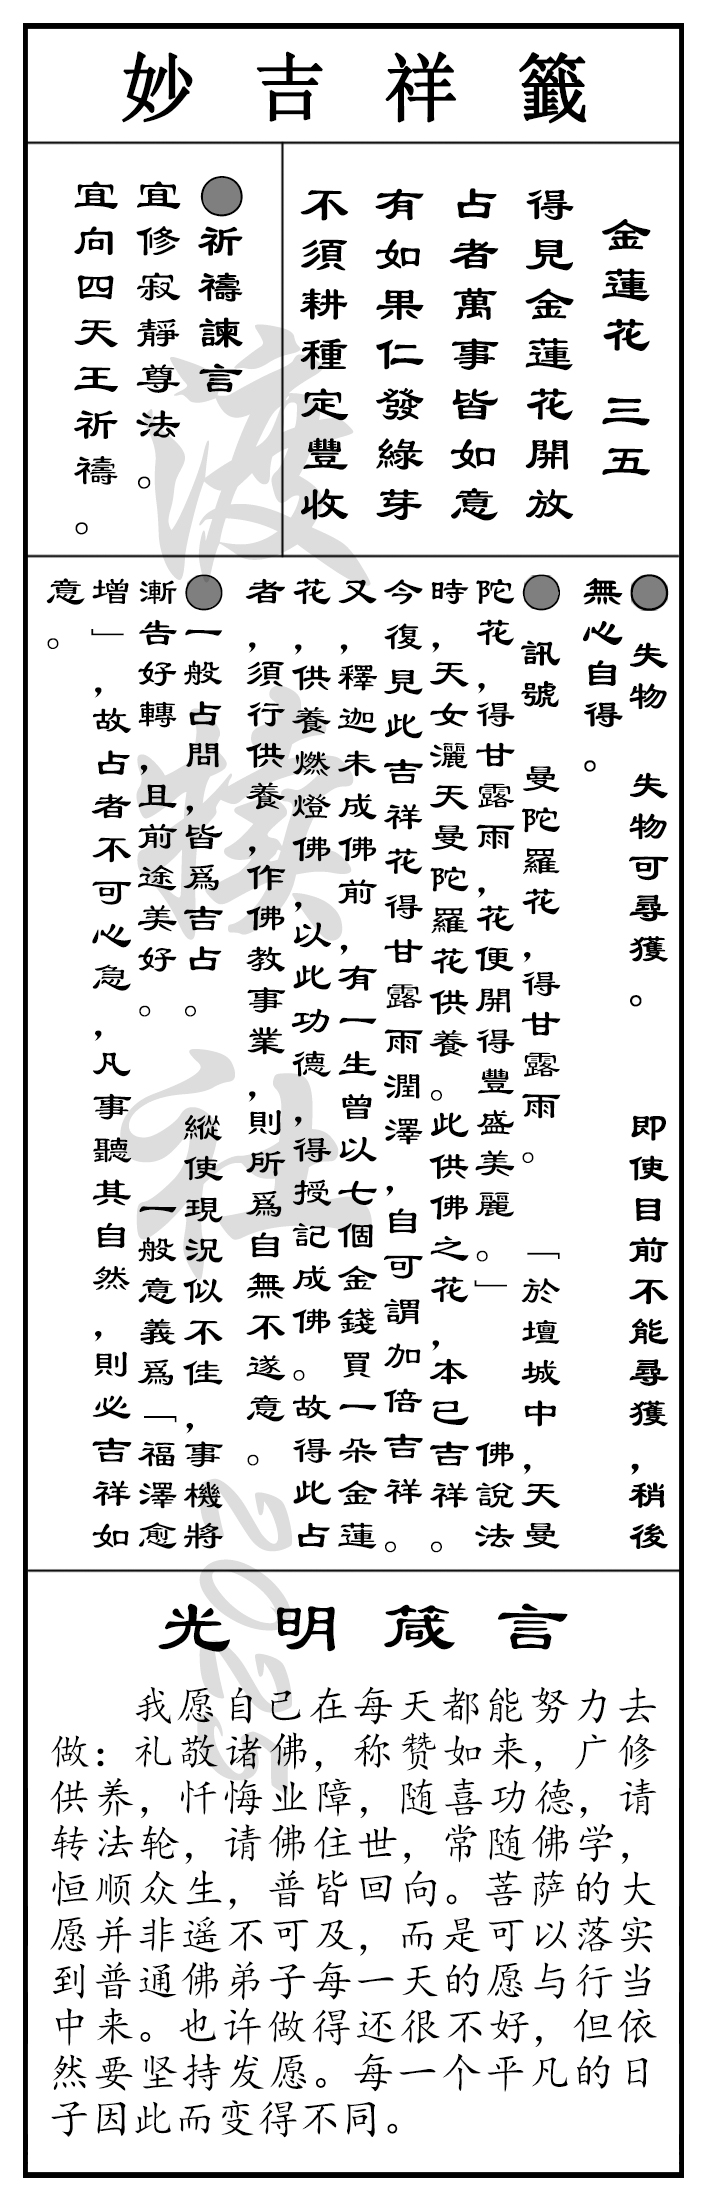 妙吉祥籤
金蓮花 三五
得見金蓮花開放
占者萬事皆如意
有如果仁發綠芽
不須耕種定豐收
●祈禱諫言
宜修寂靜尊法。
宜向四天王祈禱。
● 失物 失物可尋獲。 即使目前不能尋獲，稍後
無心自得。
● 訊號 曼陀羅花，得甘露雨。 「於壇城中，天曼
陀花，得甘露雨，花便開得豐盛美麗。」 佛說法
時，天女灑天曼陀羅花供養。此供佛之花，本已吉祥。
今復見此吉祥花得甘露雨潤澤，自可謂加倍吉祥。
又，釋迦未成佛前，有一生曾以七個金錢買一朵金蓮
花，供養燃燈佛，以此功德，得授記成佛。故得此占
者，須行供養，作佛教事業，則所爲自無不遂意。
●一般占問，皆爲吉占。 縱使現況似不佳，事機將
漸告好轉，且前途美好。 一般意義爲「福澤愈
增」，故占者不可心急，凡事聽其自然，則必吉祥如
意。
光明箴言
我愿自己在每天都能努力去
做：礼敬诸佛，称赞如来，广修
供养，忏悔业障，随喜功德，请
转法轮，请佛住世，常随佛学，
恒顺众生，普皆回向。菩萨的大
愿并非遥不可及，而是可以落实
到普通佛弟子每一天的愿与行当
中来。也许做得还很不好，但依
然要坚持发愿。每一个平凡的日
子因此而变得不同。
2025